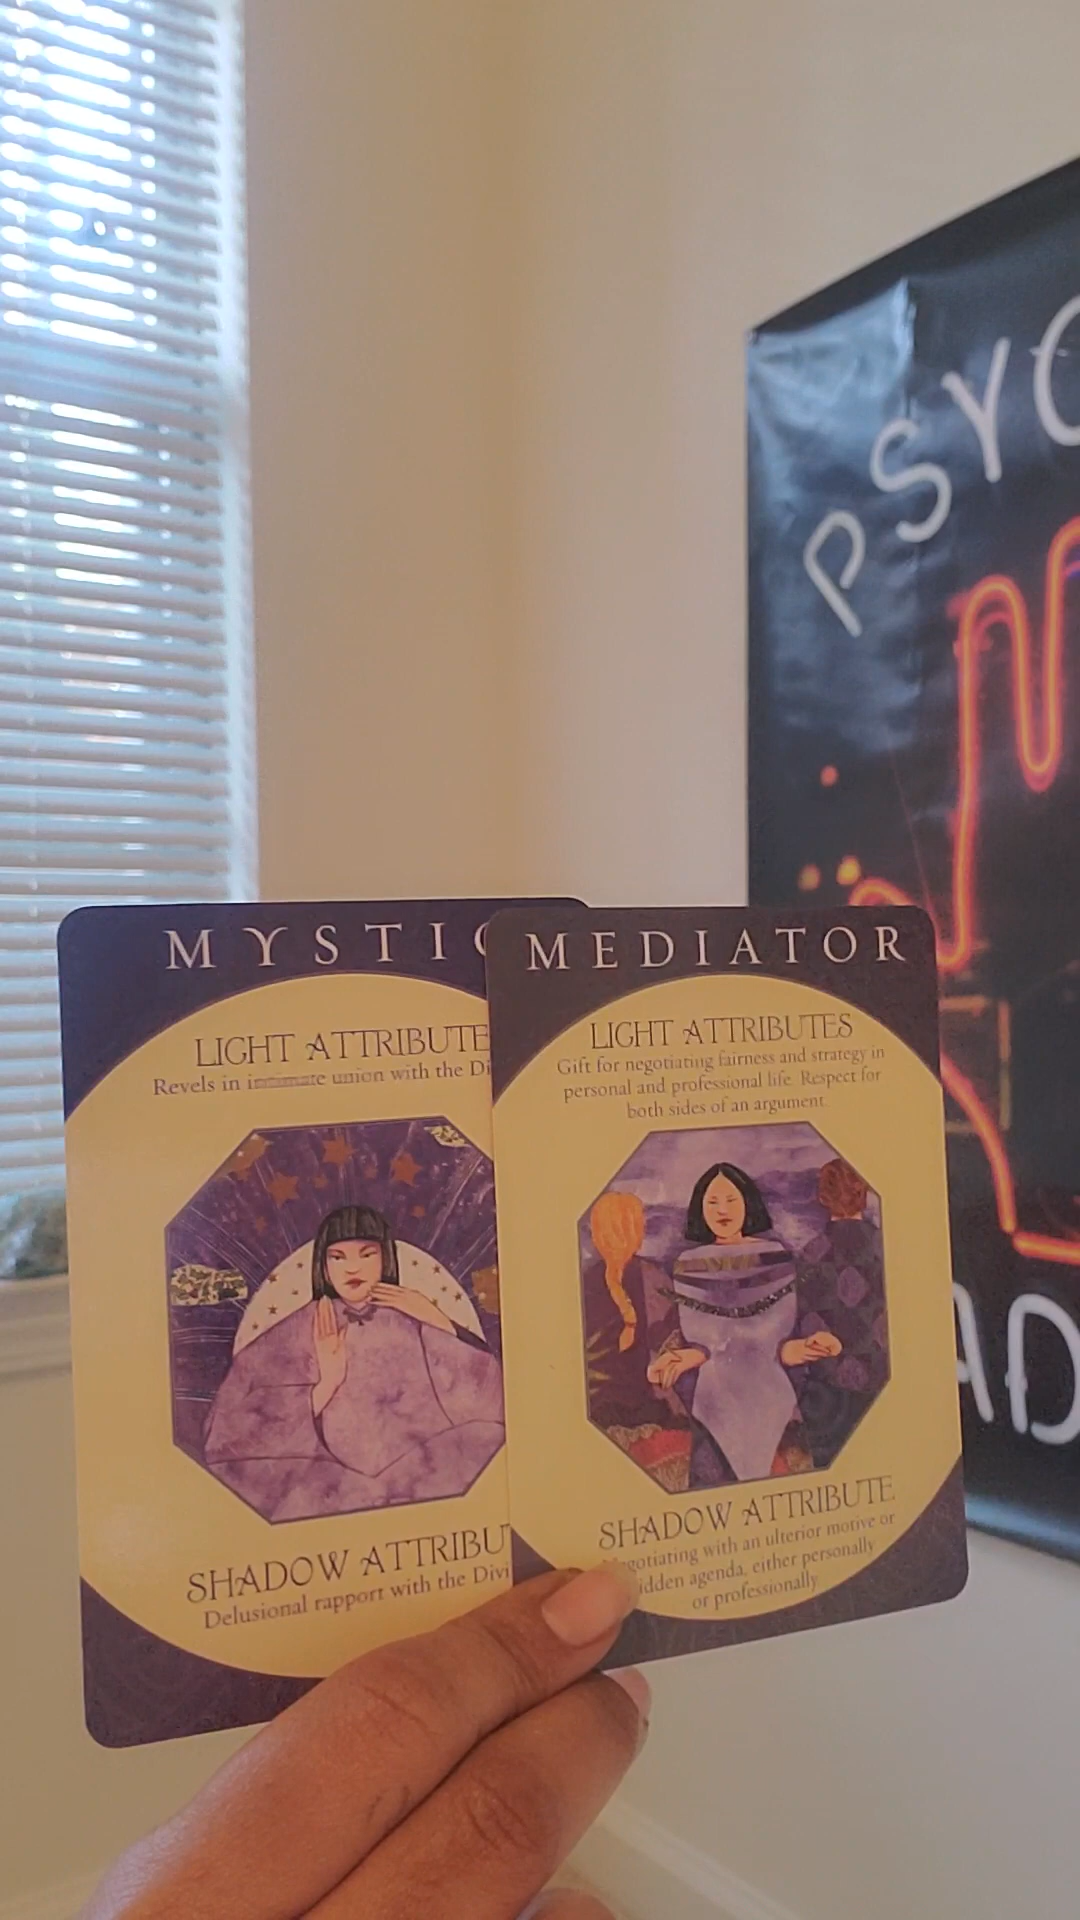 MYSTIC
LIGHT ATTRIBUTE
Revels in intimate union with the Di
SHADOW ATTRIBU
Delusional rapport with the Divi
MEDIATOR
LIGHT ATTRIBUTES
Gift for negotiating fairness and strategy in
personal and professional life. Respect for
both sides of an argument.
SHADOW ATTRIBUTE
Negotiating with an ulterior motive or
hidden agenda, either personally
or professionally.
PSYC
AD